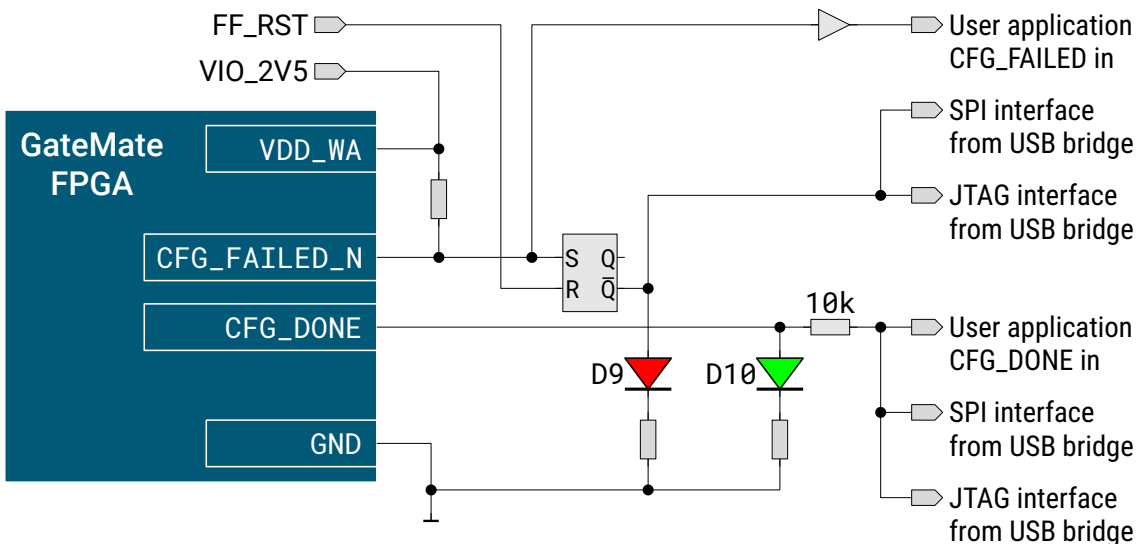 FF_RST
VIO_2V5
User application
CFG_FAILED in
SPI interface
from USB bridge
GateMate
FPGA
VDD_WA
JTAG interface
from USB bridge
CFG_FAILED_N
S Q
R Q̅
CFG_DONE
10k
User application
CFG_DONE in
D9
D10
SPI interface
from USB bridge
GND
JTAG interface
from USB bridge